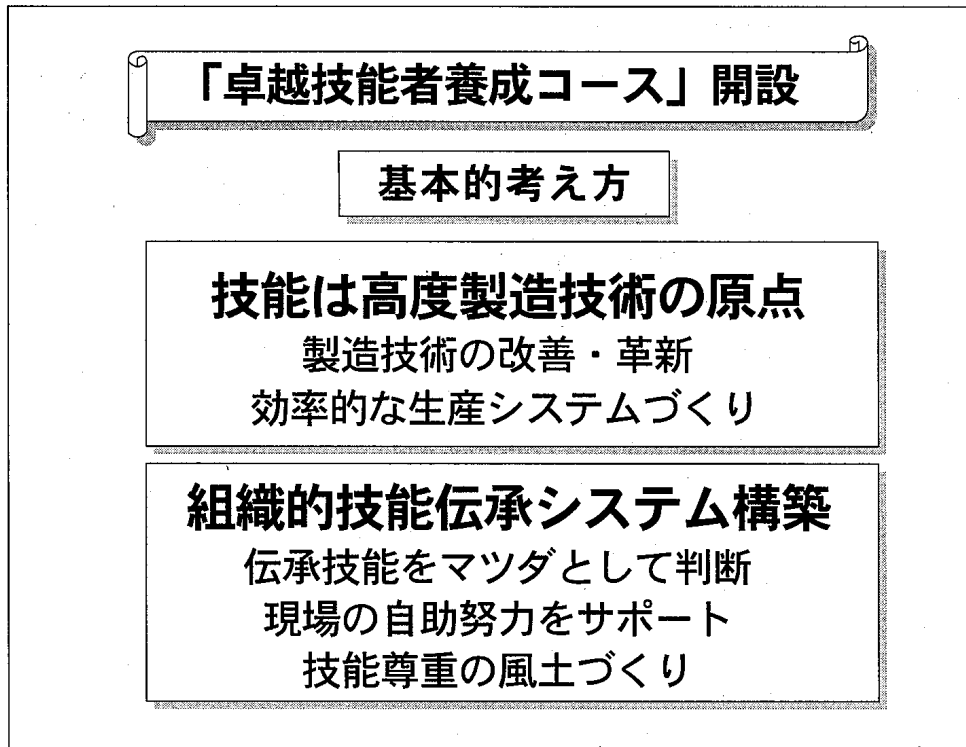 「卓越技能者養成コース」開設
基本的考え方
技能は高度製造技術の原点
製造技術の改善・革新
効率的な生産システムづくり
組織的技能伝承システム構築
伝承技能をマツダとして判断
現場の自助努力をサポート
技能尊重の風土づくり